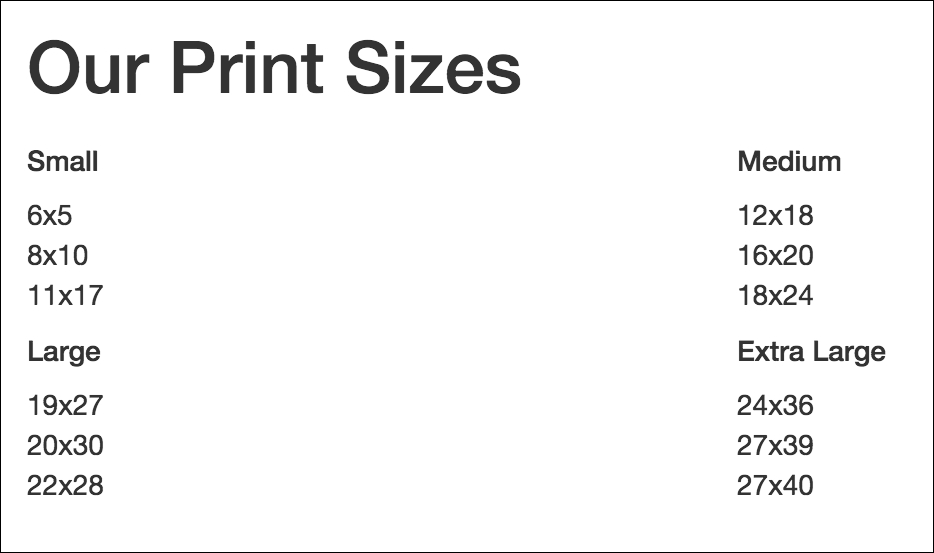 Our Print Sizes
Small
6x5
8x10
11x17
Medium
12x18
16x20
18x24
Large
19x27
20x30
22x28
Extra Large
24x36
27x39
27x40